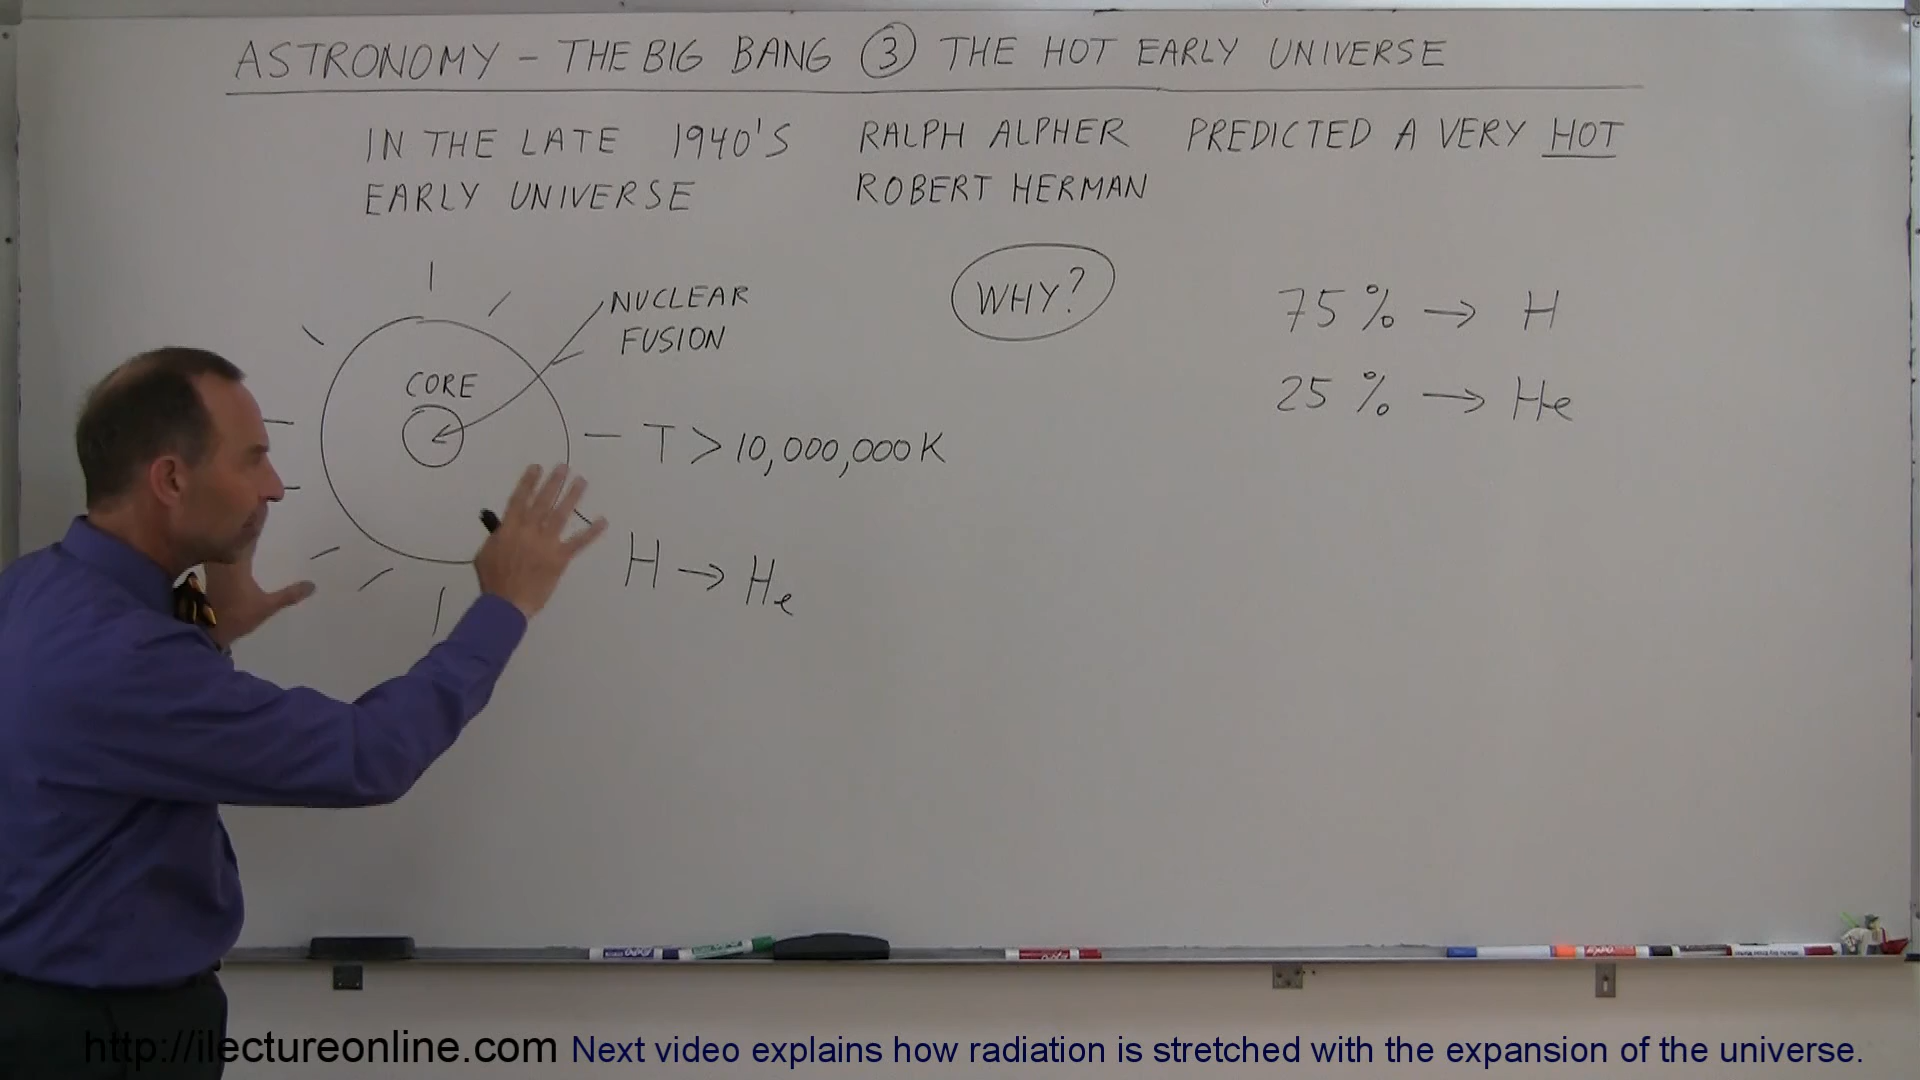 ASTRONOMY - THE BIG BANG ③ THE HOT EARLY UNIVERSE
IN THE LATE 1940'S RALPH ALPHER PREDICTED A VERY HOT
EARLY UNIVERSE ROBERT HERMAN
NUCLEAR
FUSION
WHY?
75% → H
CORE
25% → He
T > 10,000,000K
H → He
http://ilectureonline.com Next video explains how radiation is stretched with the expansion of the universe.